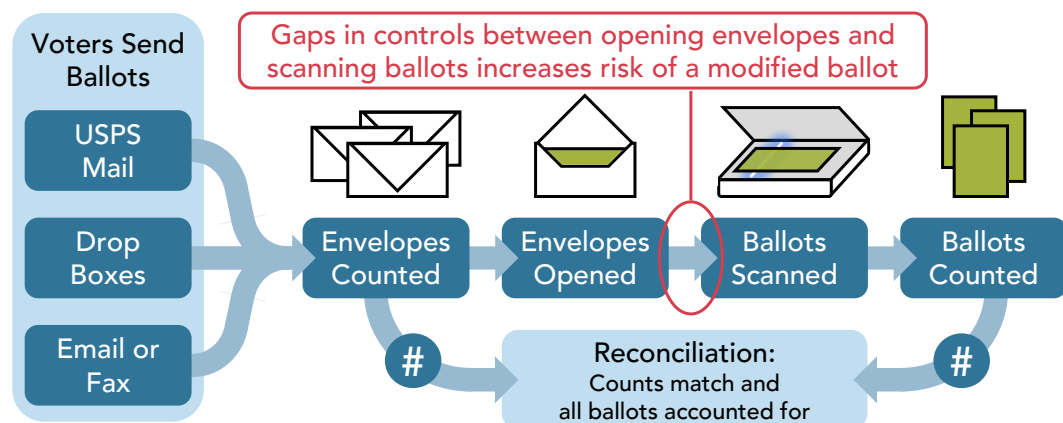 Voters Send
Ballots
USPS
Mail
Drop
Boxes
Email or
Fax
Gaps in controls between opening envelopes and
scanning ballots increases risk of a modified ballot
Envelopes
Counted
Envelopes
Opened
Ballots
Scanned
Ballots
Counted
#
#
Reconciliation:
Counts match and
all ballots accounted for